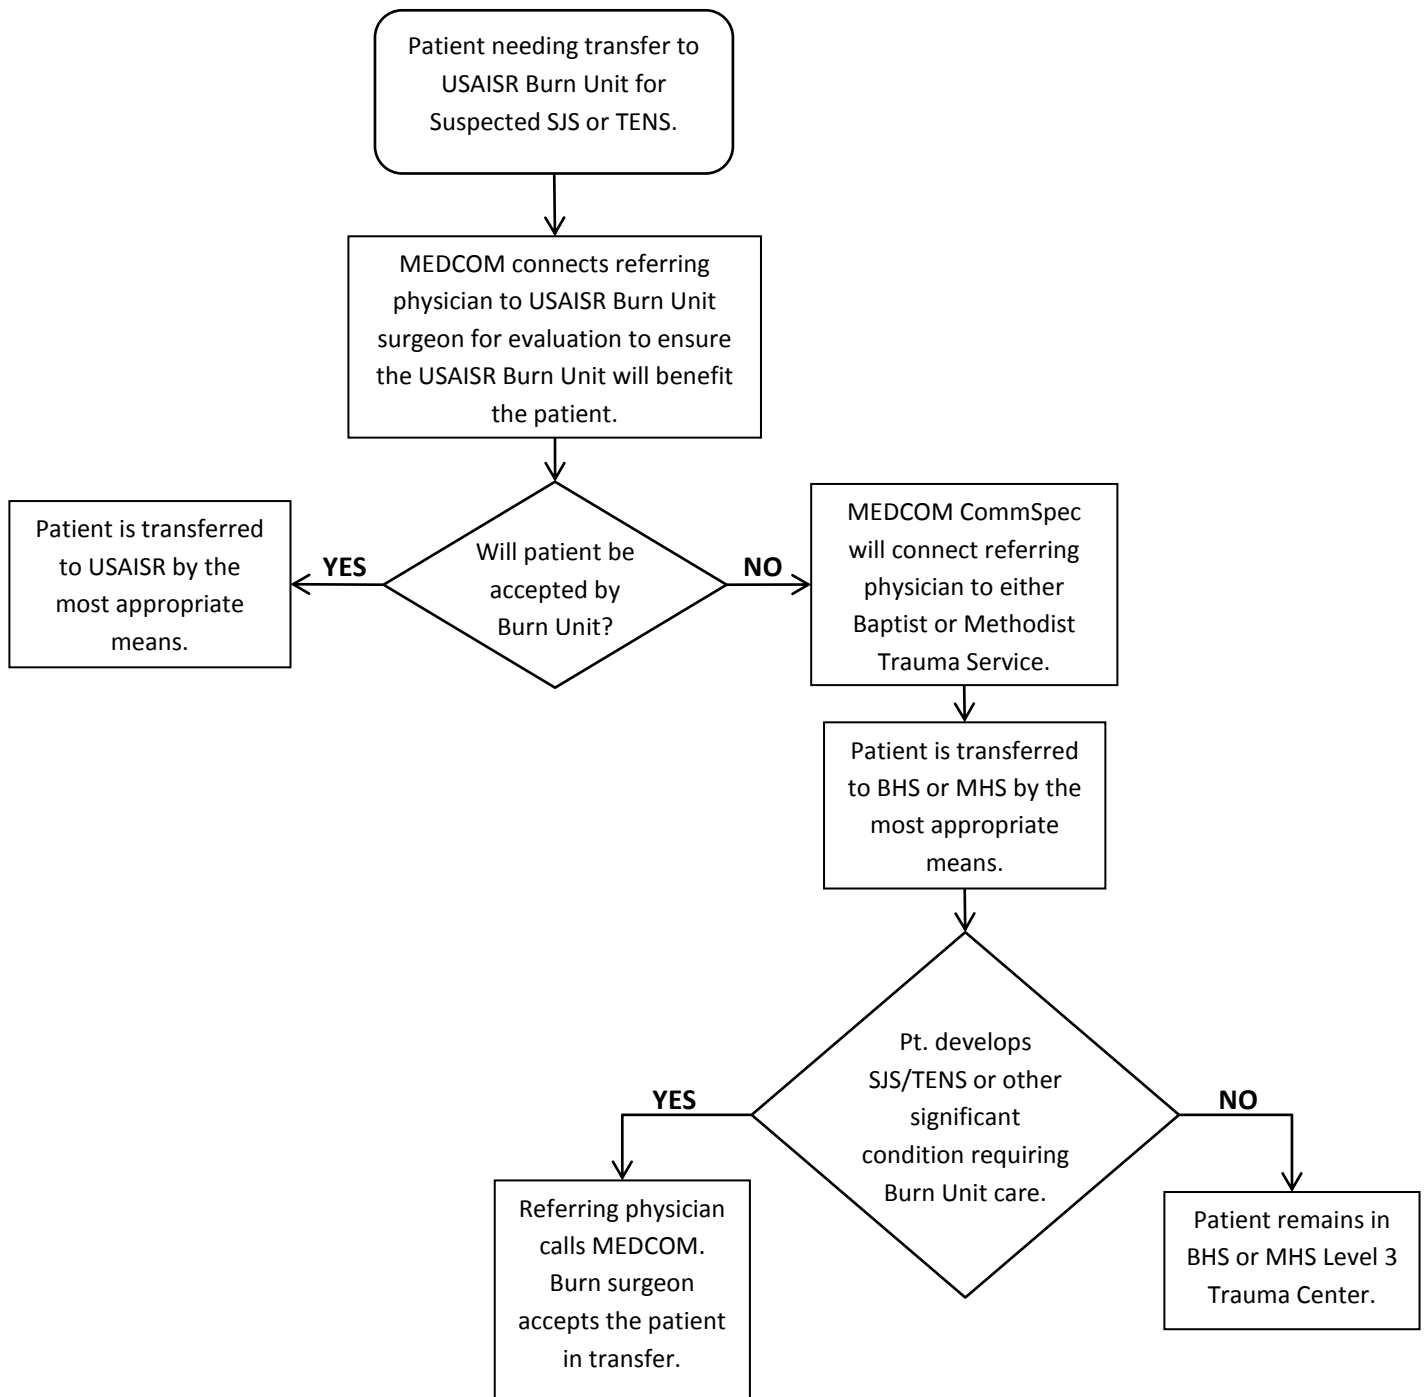 Patient needing transfer to
USAISR Burn Unit for
Suspected SJS or TENS.
MEDCOM connects referring
physician to USAISR Burn Unit
surgeon for evaluation to ensure
the USAISR Burn Unit will benefit
the patient.
Will patient be
accepted by
Burn Unit?
YES
Patient is transferred
to USAISR by the
most appropriate
means.
NO
MEDCOM CommSpec
will connect referring
physician to either
Baptist or Methodist
Trauma Service.
Patient is transferred
to BHS or MHS by the
most appropriate
means.
Pt. develops
SJS/TENS or other
significant
condition requiring
Burn Unit care.
YES
Referring physician
calls MEDCOM.
Burn surgeon
accepts the patient
in transfer.
NO
Patient remains in
BHS or MHS Level 3
Trauma Center.